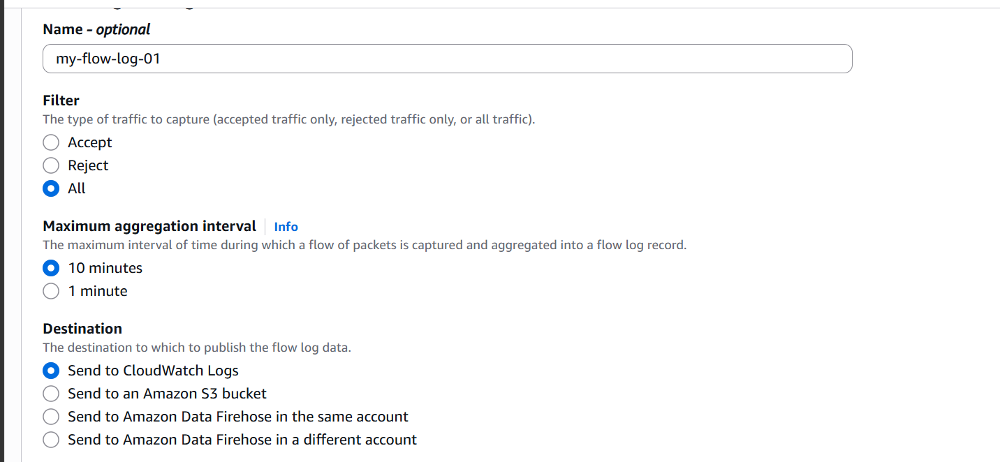 Name - optional
my-flow-log-01
Filter
The type of traffic to capture (accepted traffic only, rejected traffic only, or all traffic).
Accept
Reject
All
Maximum aggregation interval Info
The maximum interval of time during which a flow of packets is captured and aggregated into a flow log record.
10 minutes
1 minute
Destination
The destination to which to publish the flow log data.
Send to CloudWatch Logs
Send to an Amazon S3 bucket
Send to Amazon Data Firehose in the same account
Send to Amazon Data Firehose in a different account